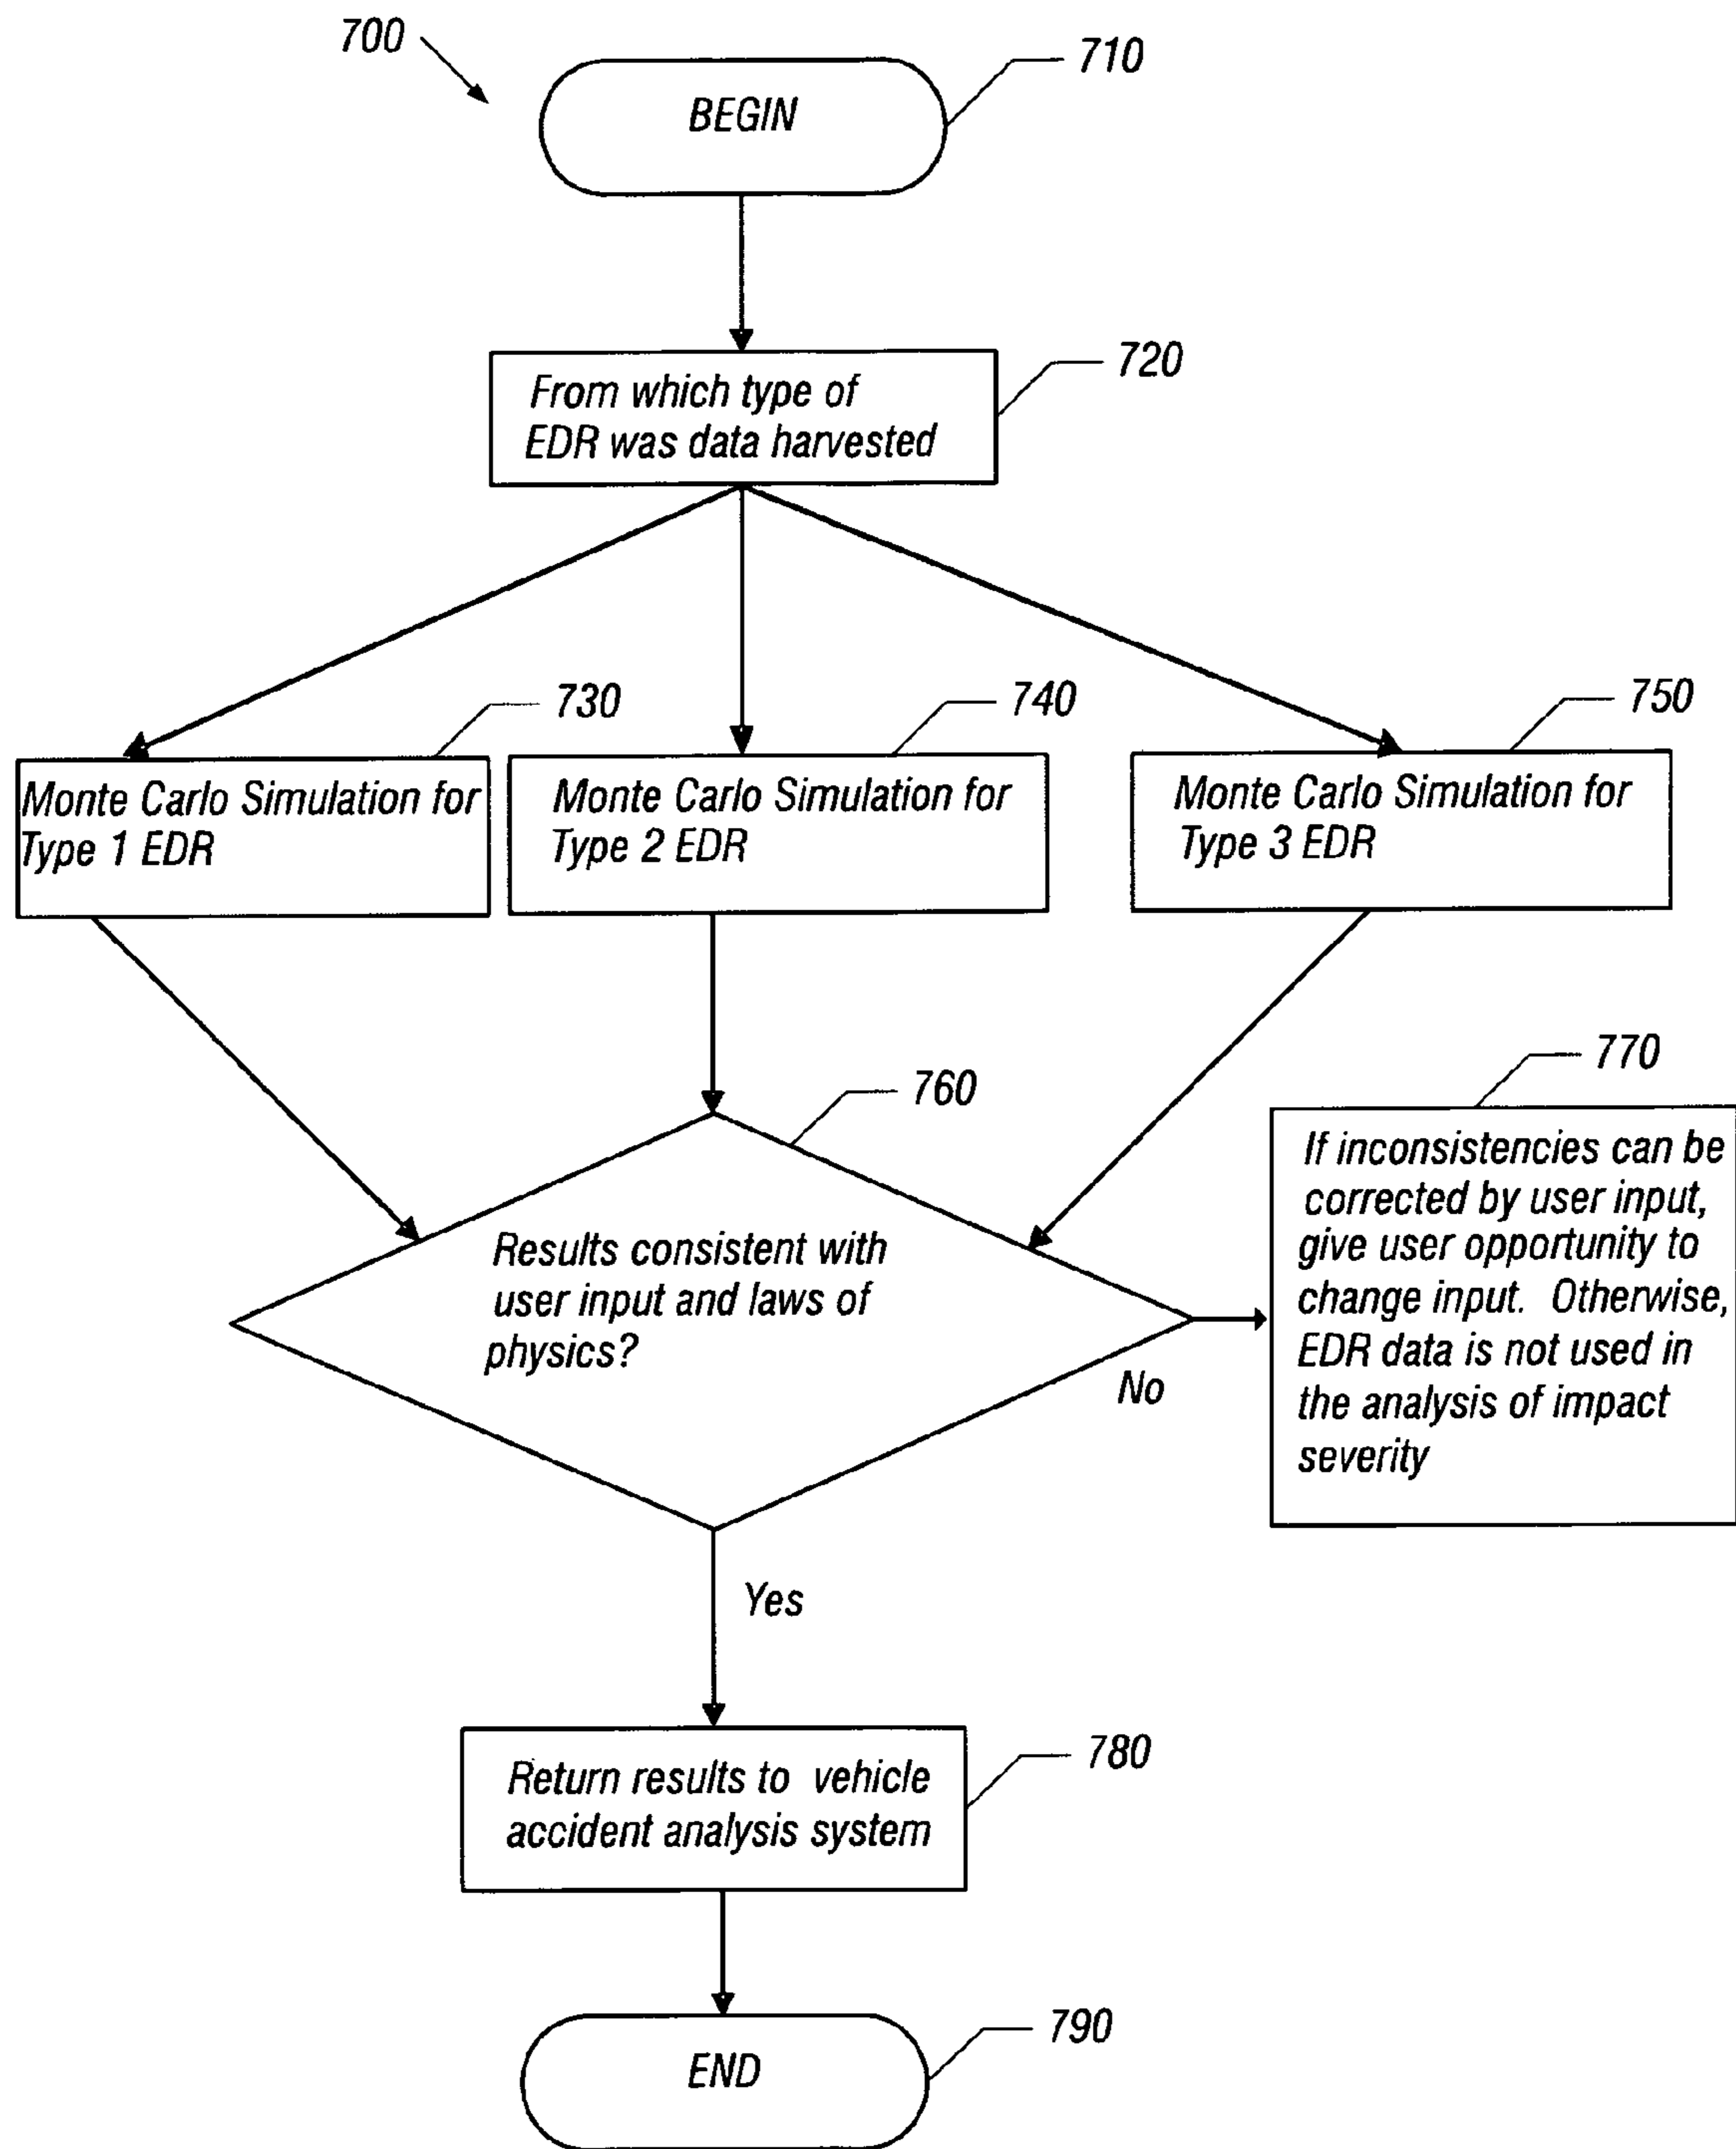 700
710
BEGIN
720
From which type of
EDR was data harvested
730
740
750
Monte Carlo Simulation for
Type 1 EDR
Monte Carlo Simulation for
Type 2 EDR
Monte Carlo Simulation for
Type 3 EDR
760
770
Results consistent with
user input and laws of
physics?
No
If inconsistencies can be
corrected by user input,
give user opportunity to
change input. Otherwise,
EDR data is not used in
the analysis of impact
severity
Yes
780
Return results to vehicle
accident analysis system
790
END